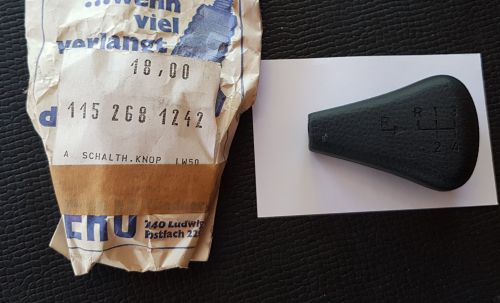 ...wenn
viel
verlangt
18,00
115 268 1242
A SCHALTH.KNOP LW50
7140 Ludwig
Postfach 22
R
R 1 3
2 4